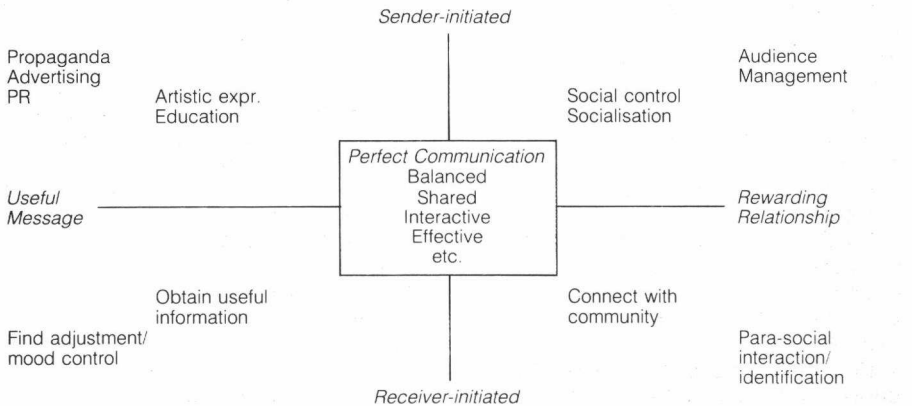 Sender-initiated
Propaganda
Advertising
PR
Artistic expr.
Education
Social control
Socialisation
Audience
Management
Useful
Message
Perfect Communication
Balanced
Shared
Interactive
Effective
etc.
Rewarding
Relationship
Obtain useful
information
Find adjustment/
mood control
Connect with
community
Para-social
interaction/
identification
Receiver-initiated